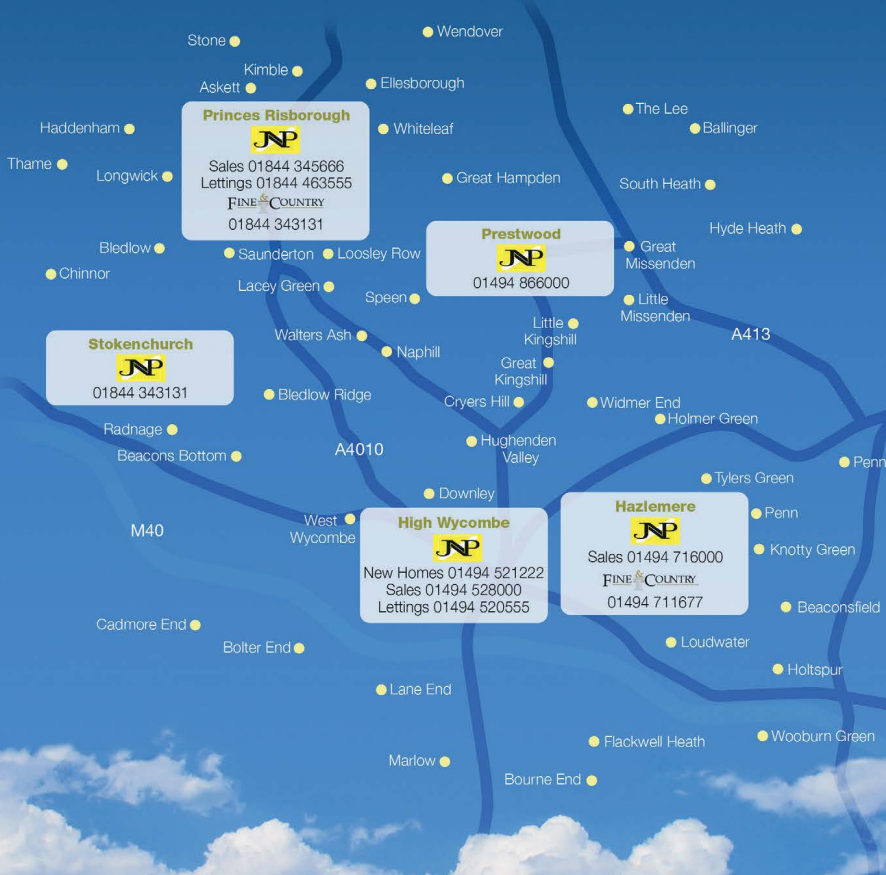 Wendover
Stone
Kimble
Askett
Ellesborough
The Lee
Haddenham
Princes Risborough
JNP
Sales 01844 345666
Lettings 01844 463555
FINE & COUNTRY
01844 343131
Whiteleaf
Ballinger
Thame
Longwick
Great Hampden
South Heath
Hyde Heath
Bledlow
Saunderton
Loosley Row
Prestwood
JNP
01494 866000
Great
Missenden
Chinnor
Lacey Green
Speen
Little
Missenden
Walters Ash
Naphill
Little
Kingshill
A413
Stokenchurch
JNP
01844 343131
Great
Kingshill
Bledlow Ridge
Cryers Hill
Widmer End
Holmer Green
Radnage
Beacons Bottom
A4010
Hughenden
Valley
Penn
Tylers Green
Downley
M40
West
Wycombe
High Wycombe
JNP
New Homes 01494 521222
Sales 01494 528000
Lettings 01494 520555
Hazlemere
JNP
Sales 01494 716000
FINE & COUNTRY
01494 711677
Penn
Knotty Green
Beaconsfield
Cadmore End
Bolter End
Loudwater
Holtspur
Lane End
Marlow
Flackwell Heath
Wooburn Green
Bourne End